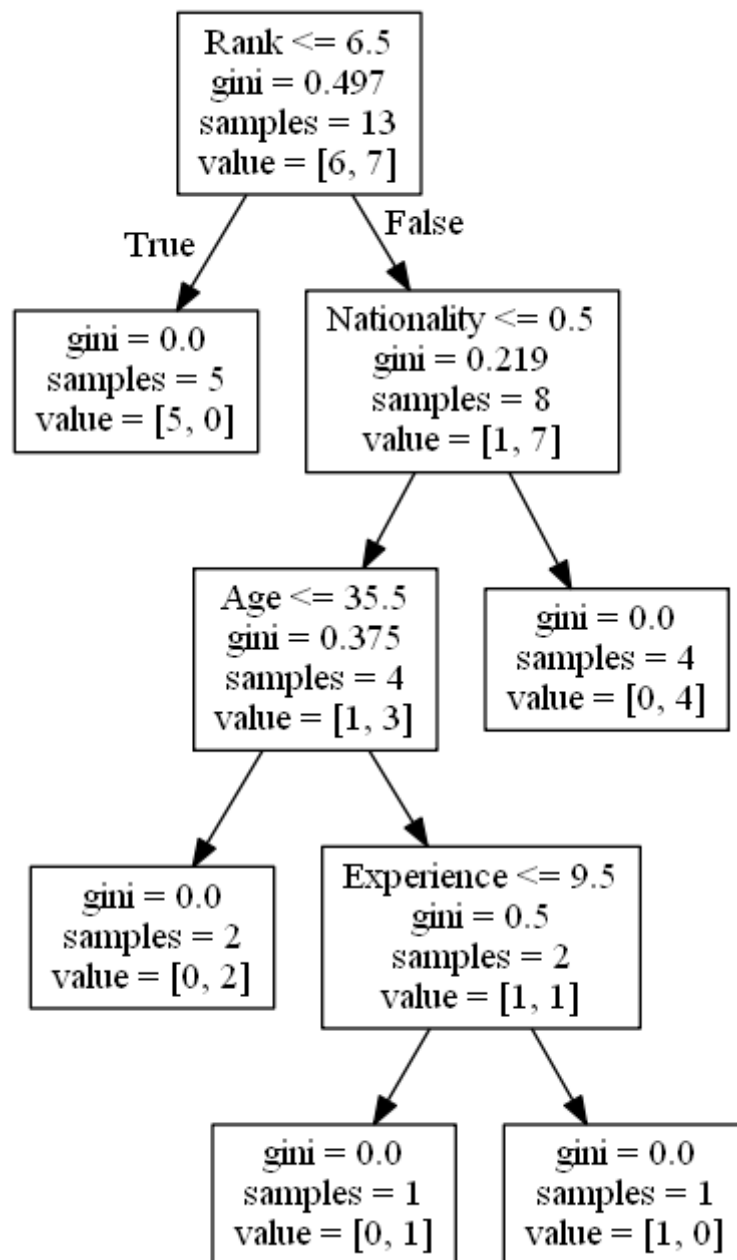 Rank <= 6.5
gini = 0.497
samples = 13
value = [6, 7]
True
False
gini = 0.0
samples = 5
value = [5, 0]
Nationality <= 0.5
gini = 0.219
samples = 8
value = [1, 7]
Age <= 35.5
gini = 0.375
samples = 4
value = [1, 3]
gini = 0.0
samples = 4
value = [0, 4]
gini = 0.0
samples = 2
value = [0, 2]
Experience <= 9.5
gini = 0.5
samples = 2
value = [1, 1]
gini = 0.0
samples = 1
value = [0, 1]
gini = 0.0
samples = 1
value = [1, 0]